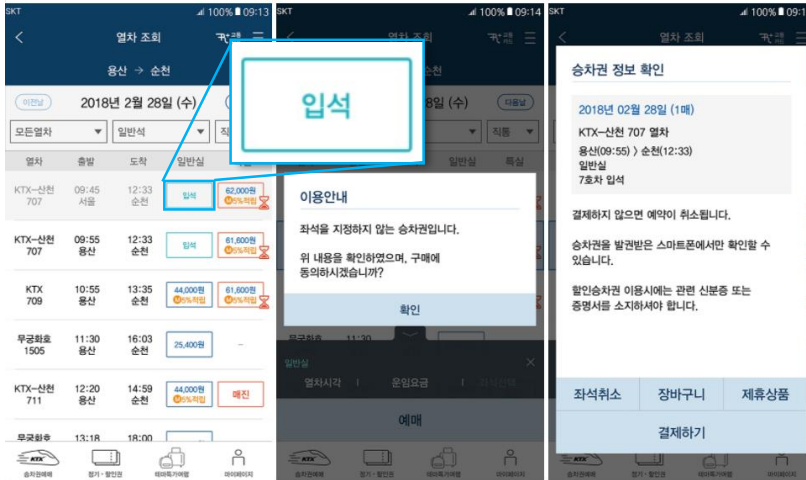 SKT
100% 09:13
열차 조회
용산 → 순천
이전날
2018년 2월 28일 (수)
모든열차 ▼
일반석 ▼
열차 출발 도착 일반실
KTX-산천 707 09:45 서울 12:33 순천 입석 62,000원 5%적립
KTX-산천 707 09:55 용산 12:33 순천 입석 61,600원 5%적립
KTX 709 10:55 용산 13:35 순천 44,000원 5%적립 61,600원 5%적립
무궁화호 1505 11:30 용산 16:03 순천 25,400원 -
KTX-산천 711 12:20 용산 14:59 순천 44,000원 5%적립 매진
무궁화호 13:18 18:00
KTX
승차권예매 정기·할인권 테마특가여행 마이페이지
입석
SKT
100% 09:14
열차 조회
순천
8일 (수)
다음날
직통 ▼
일반실 특실
이용안내
좌석을 지정하지 않는 승차권입니다.
위 내용을 확인하였으며, 구매에
동의하시겠습니까?
확인
무궁화호 11:30
일반실 ×
열차시각 | 운임요금 | 좌석선택
예매
KTX
승차권예매 정기·할인권 테마특가여행 마이페이지
SKT
100% 09:1
열차 조회
승차권 정보 확인
2018년 02월 28일 (1매)
KTX-산천 707 열차
용산(09:55) 〉 순천(12:33)
일반실
7호차 입석
결제하지 않으면 예약이 취소됩니다.
승차권을 발권받은 스마트폰에서만 확인할 수
있습니다.
할인승차권 이용시에는 관련 신분증 또는
증명서를 소지하셔야 합니다.
좌석취소 장바구니 제휴상품
결제하기
KTX
승차권예매 정기·할인권 테마특가여행 마이페이지